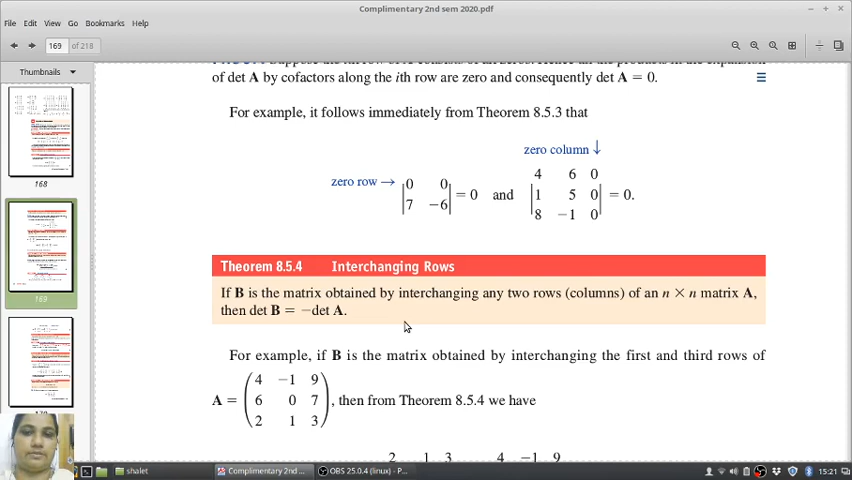 Complimentary 2nd sem 2020.pdf
File Edit View Go Bookmarks Help
169 of 218
Thumbnails
168
169
of det A by cofactors along the ith row are zero and consequently det A = 0.
For example, it follows immediately from Theorem 8.5.3 that
zero column ↓
zero row →
|0 0|
|7 −6| = 0 and
|4 6 0|
|1 5 0|
|8 −1 0| = 0.
Theorem 8.5.4 Interchanging Rows
If B is the matrix obtained by interchanging any two rows (columns) of an n × n matrix A,
then det B = −det A.
For example, if B is the matrix obtained by interchanging the first and third rows of
A = (4 −1 9
6 0 7
2 1 3), then from Theorem 8.5.4 we have
2 1 3 4 −1 9
shalet
Complimentary 2nd ...
OBS 25.0.4 (linux) - P...
15:21